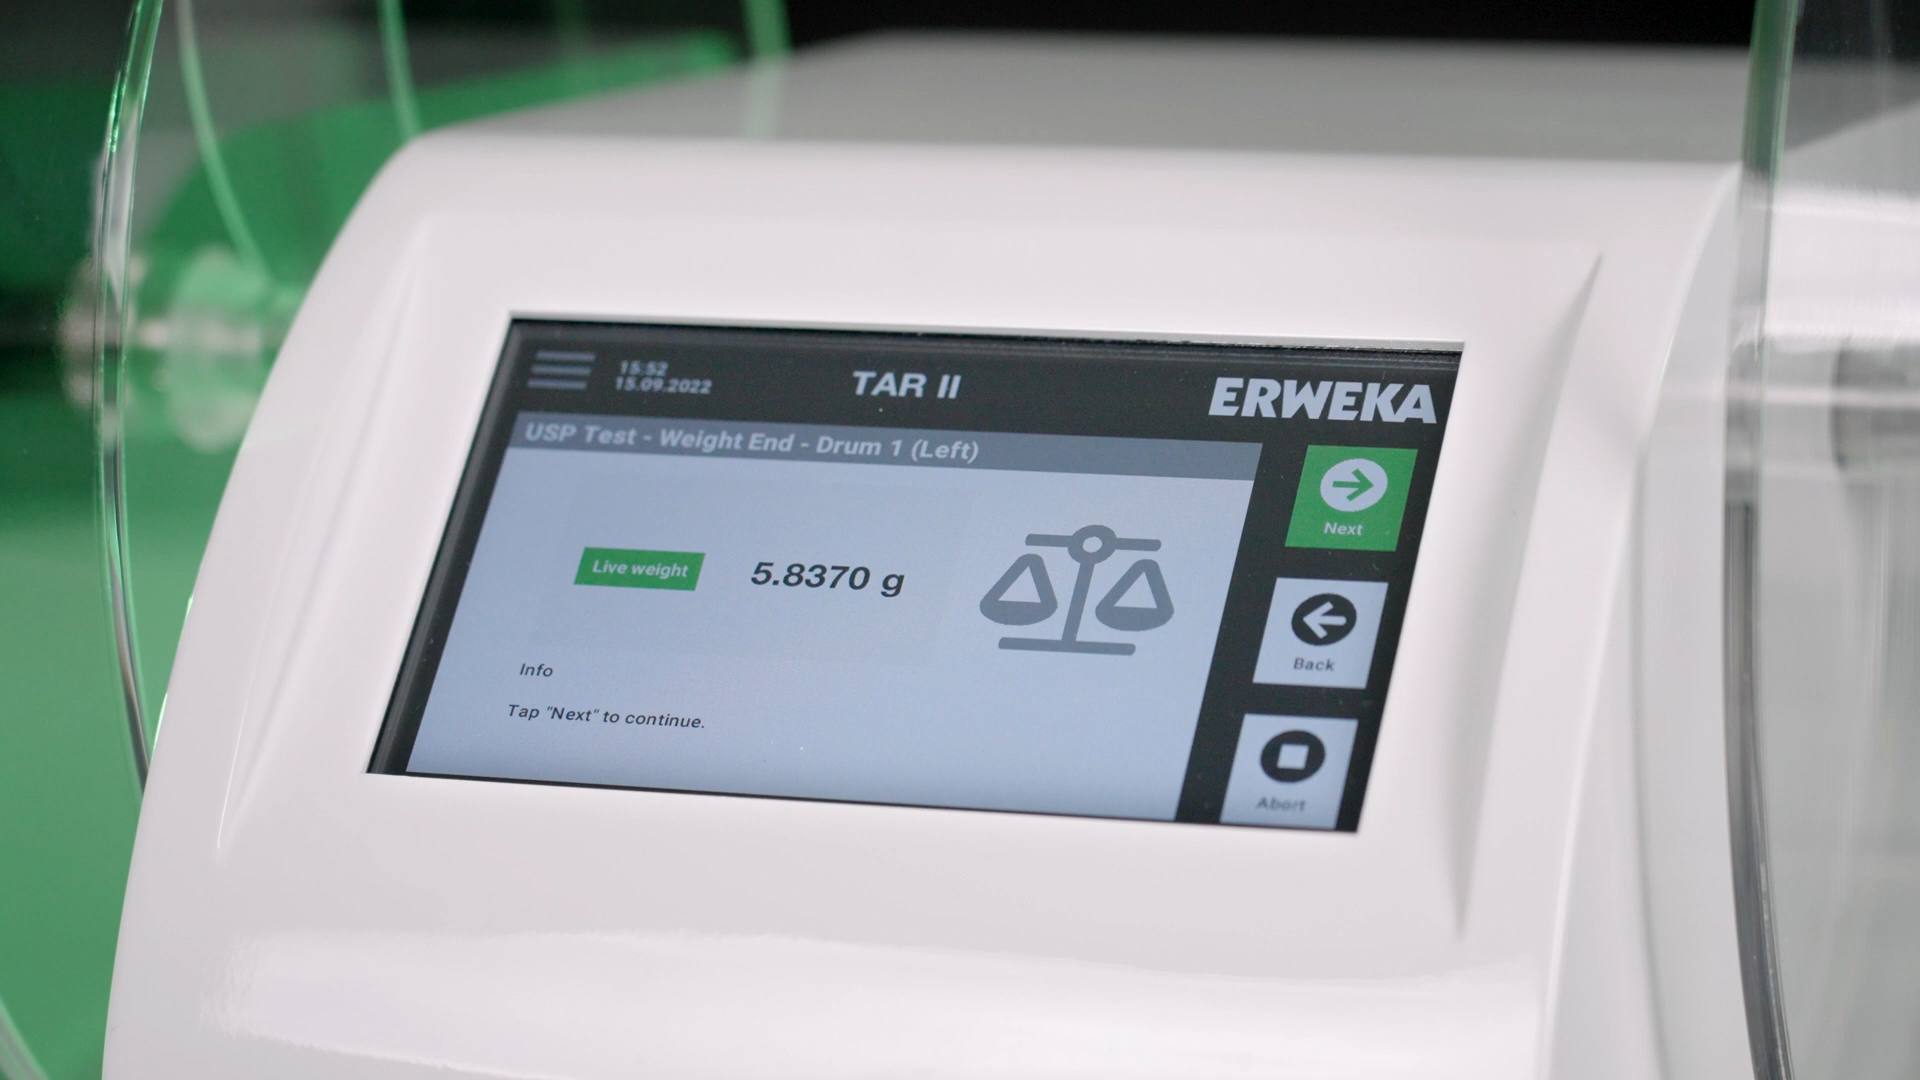 15:52
15.09.2022
TAR II
ERWEKA
USP Test - Weight End - Drum 1 (Left)
Live weight
5.8370 g
Info
Tap "Next" to continue.
Next
Back
Abort